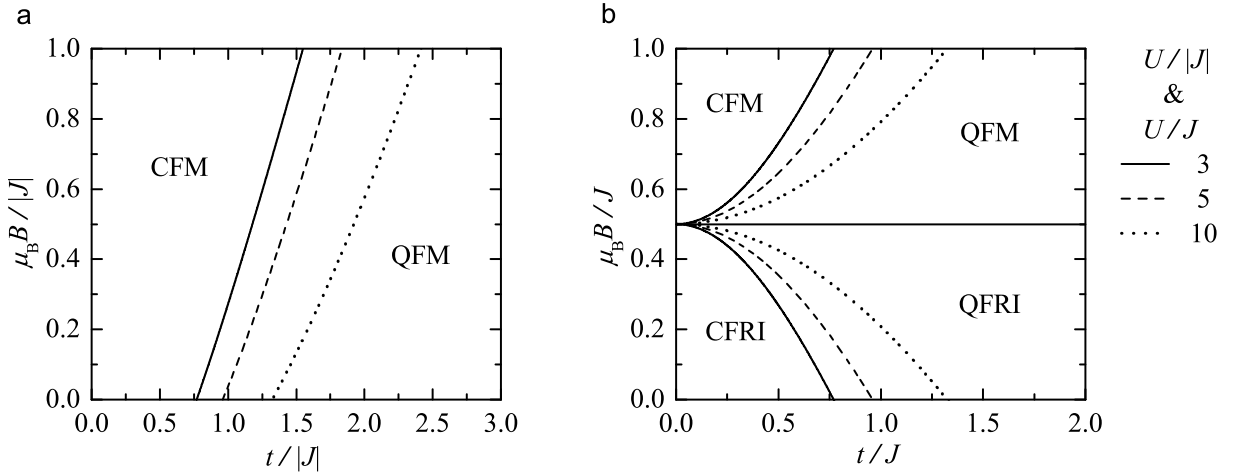 a
1.0
0.8
0.6
0.4
0.2
0.0
μ_B B / |J|
CFM
QFM
0.0 0.5 1.0 1.5 2.0 2.5 3.0
t / |J|
b
1.0
0.8
0.6
0.4
0.2
0.0
μ_B B / J
CFM
QFM
CFRI
QFRI
0.0 0.5 1.0 1.5 2.0
t / J
U / |J|
&
U / J
3
5
10